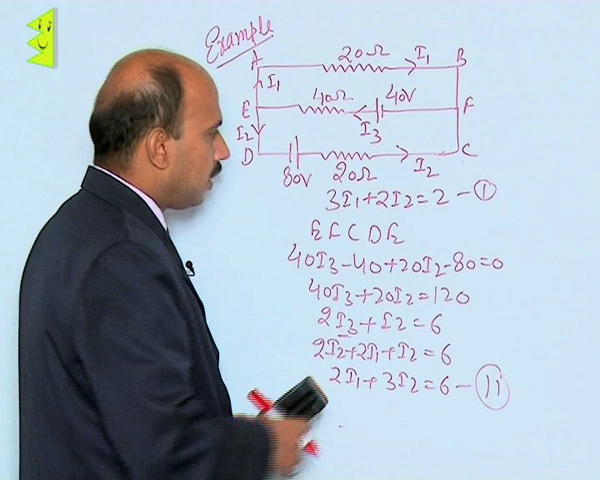 Example
A 20Ω I1 B
I1
E 40Ω 40V F
I2 I3
D 80V 20Ω I2 C
3I1+2I2=2-①
EFCDE
40I3-40+20I2-80=0
40I3+20I2=120
2I3+I2=6
2I2+2I1+I2=6
2I1+3I2=6-(ii)